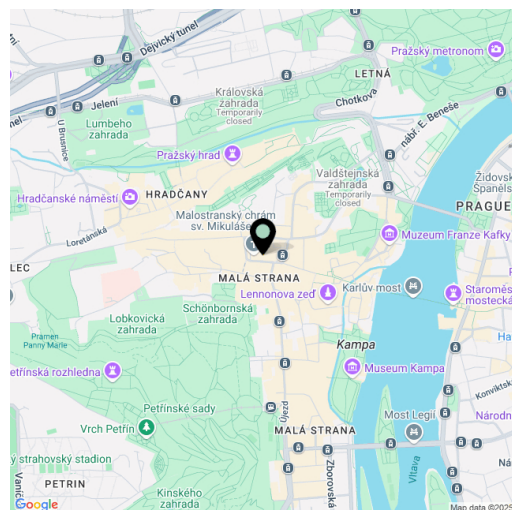 Dejvický tunel
Pražský metronom
LETNÁ
Jelení
Královská
zahrada
Temporarily
closed
Chotkova
nábř. E. Beneše
Lumbeho
zahrada
U Brusnice
Pražský hrad
Židovsk
Španěls
Valdštejnská
zahrada
Temporarily
closed
Hradčanské náměstí
HRADČANY
PRAGUE
Malostranský chrám
sv. Mikuláše
Loretánská
Muzeum Franze Kafky
LEC
MALÁ STRANA
Lennonova zeď
Karlův most
Staroměs
mosteck
Schönbornská
zahrada
Lobkovická
zahrada
Pramen
Panny Marie
Kampa
etřínská rozhledna
Museum Kampa
Konviktsk
Petřínské sady
Újezd
Most Legií
Národn
Vrch Petřín
MALÁ STRANA
ý strahovský stadion
Vltava
PETRIN
Zborovská
Vaníč
Kinského
zahrada
Google
Map data ©2025